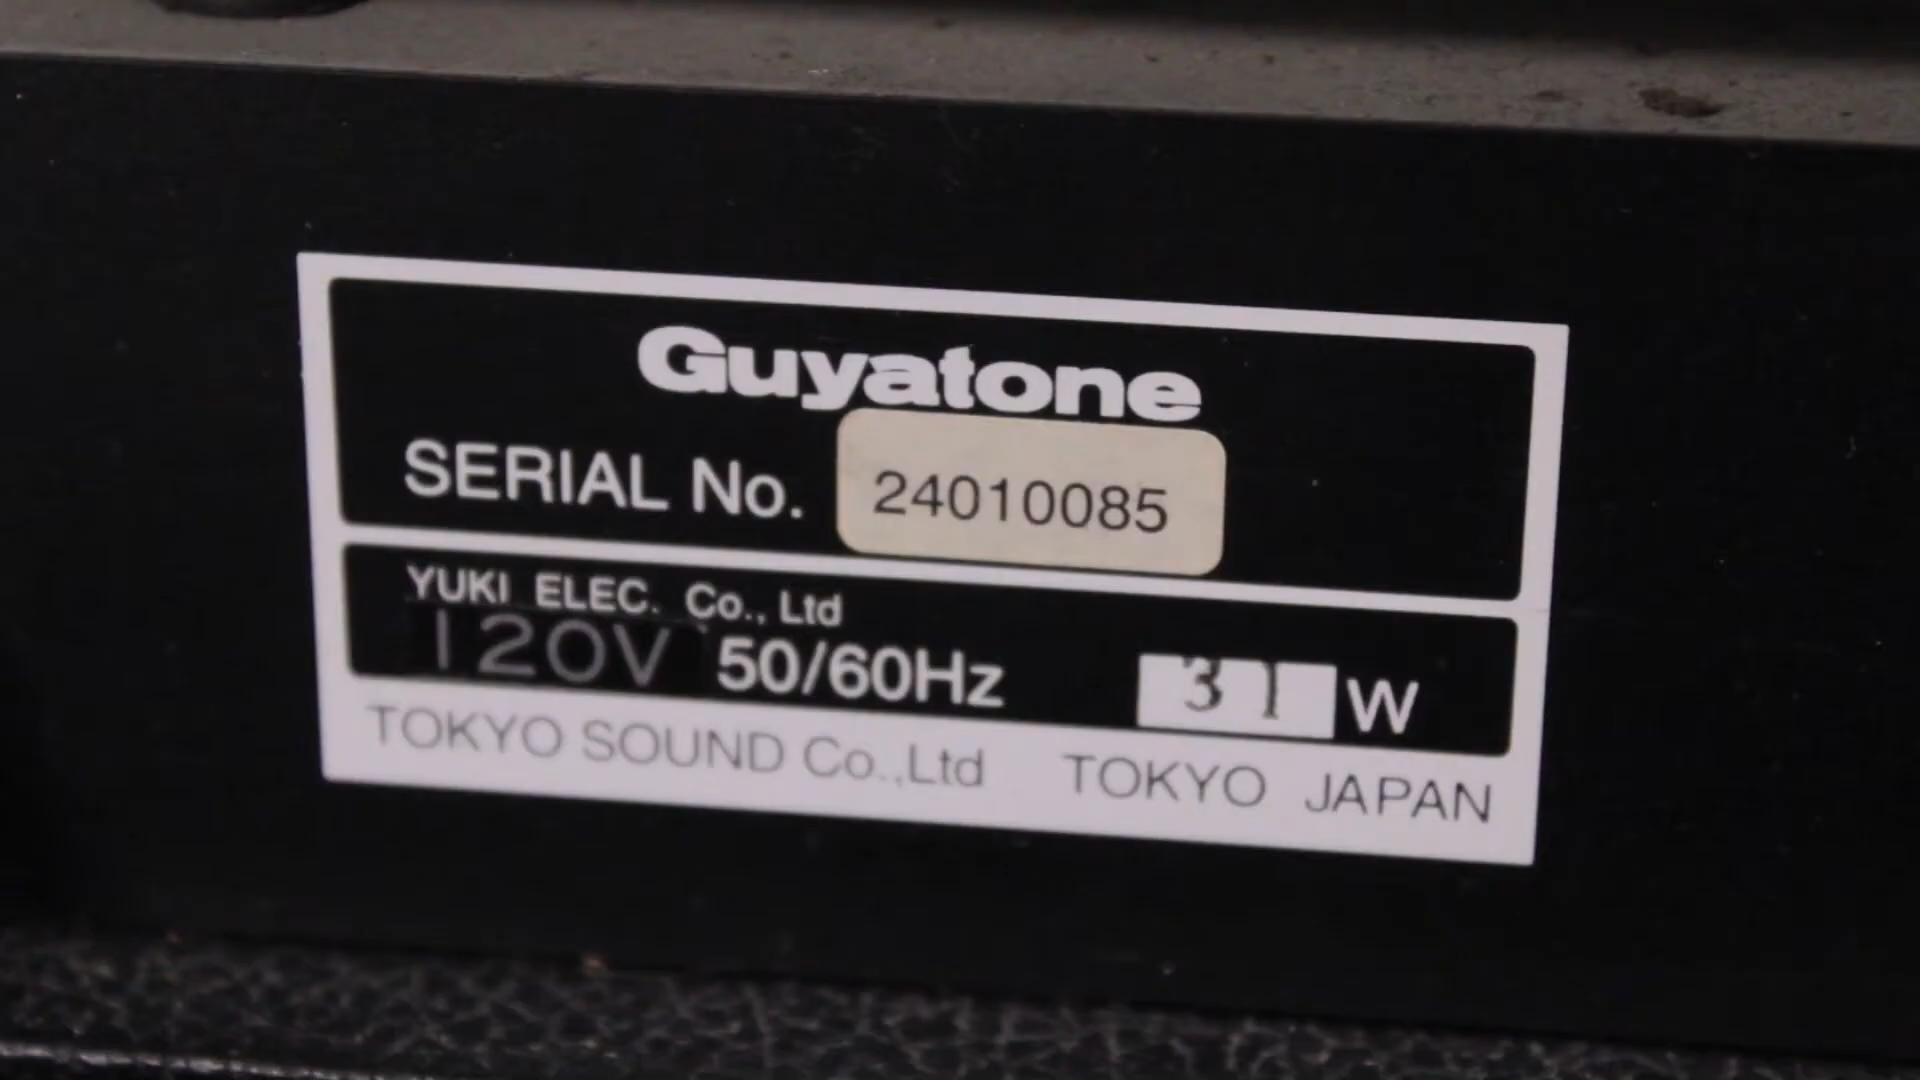 Guyatone
SERIAL No. 24010085
YUKI ELEC. Co., Ltd
120V 50/60Hz 31 W
TOKYO SOUND Co.,Ltd TOKYO JAPAN